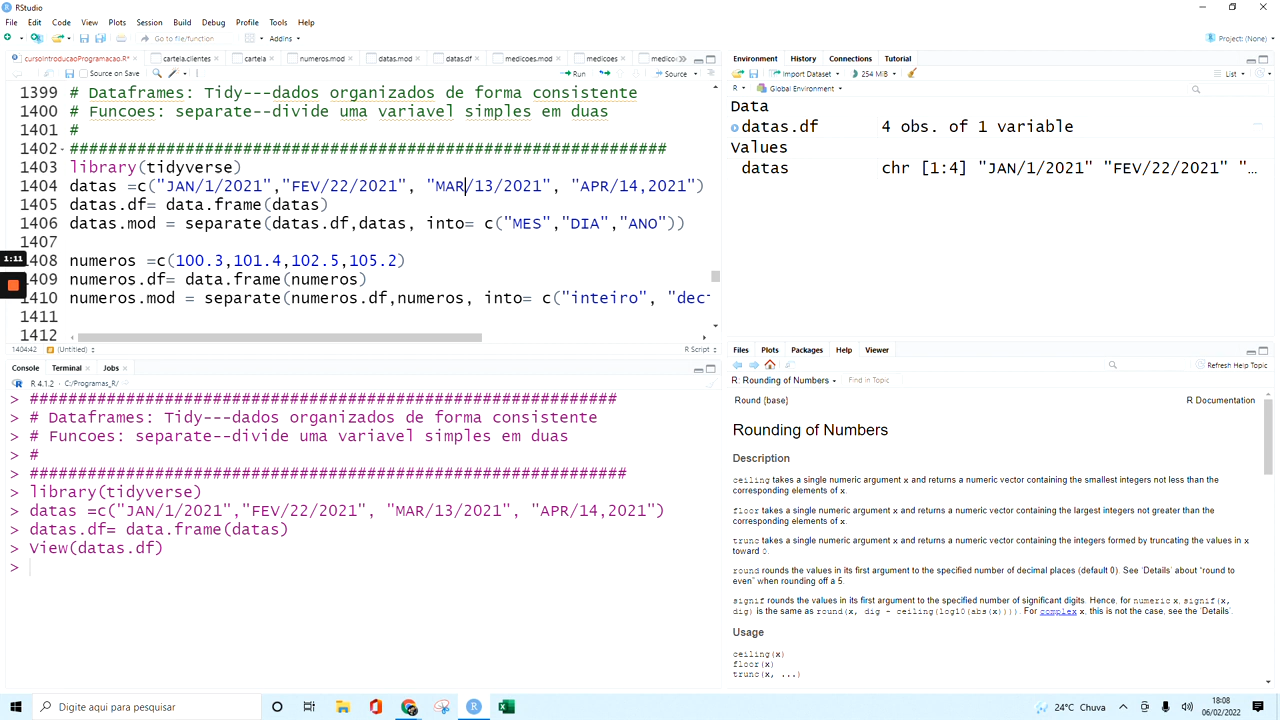 RStudio
File Edit Code View Plots Session Build Debug Profile Tools Help
Go to file/function Addins Project: (None)
cursoIntroducaoProgramacao.R* cartela.clientes cartela numeros.mod datas.mod datas.df medicoes.mod medicoes medico
Source on Save Run Source
1399 # Dataframes: Tidy---dados organizados de forma consistente
1400 # Funcoes: separate--divide uma variavel simples em duas
1401 #
1402 ##############################################################
1403 library(tidyverse)
1404 datas =c("JAN/1/2021","FEV/22/2021", "MAR/13/2021", "APR/14,2021")
1405 datas.df= data.frame(datas)
1406 datas.mod = separate(datas.df,datas, into= c("MES","DIA","ANO"))
1407
1408 numeros =c(100.3,101.4,102.5,105.2)
1409 numeros.df= data.frame(numeros)
1410 numeros.mod = separate(numeros.df,numeros, into= c("inteiro", "dec
1411
1412
1:11
1404:42 (Untitled) R Script
Console Terminal Jobs
R 4.1.2 · C:/Programas_R/
> #############################################################
> # Dataframes: Tidy---dados organizados de forma consistente
> # Funcoes: separate--divide uma variavel simples em duas
> #
> ##############################################################
> library(tidyverse)
> datas =c("JAN/1/2021","FEV/22/2021", "MAR/13/2021", "APR/14,2021")
> datas.df= data.frame(datas)
> View(datas.df)
>
Environment History Connections Tutorial
Import Dataset 254 MiB List
R Global Environment
Data
datas.df 4 obs. of 1 variable
Values
datas chr [1:4] "JAN/1/2021" "FEV/22/2021" "…
Files Plots Packages Help Viewer
Refresh Help Topic
R: Rounding of Numbers Find in Topic
Round {base} R Documentation
Rounding of Numbers
Description
ceiling takes a single numeric argument x and returns a numeric vector containing the smallest integers not less than the
corresponding elements of x.
floor takes a single numeric argument x and returns a numeric vector containing the largest integers not greater than the
corresponding elements of x.
trunc takes a single numeric argument x and returns a numeric vector containing the integers formed by truncating the values in x
toward 0.
round rounds the values in its first argument to the specified number of decimal places (default 0). See ‘Details’ about “round to
even” when rounding off a 5.
signif rounds the values in its first argument to the specified number of significant digits. Hence, for numeric x, signif(x,
dig) is the same as round(x, dig - ceiling(log10(abs(x)))). For complex x, this is not the case, see the ‘Details’.
Usage
ceiling(x)
floor(x)
trunc(x, ...)
Digite aqui para pesquisar
24°C Chuva
18:08
06/02/2022